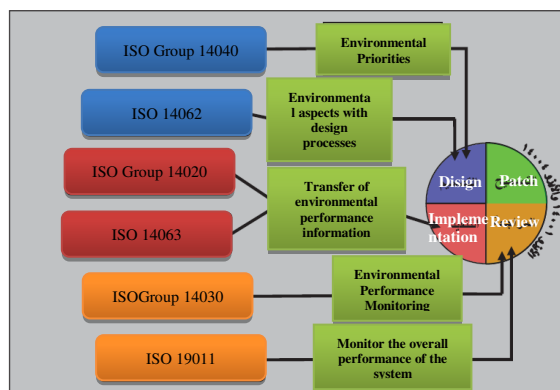 ISO Group 14040
Environmental
Priorities
ISO 14062
Environmenta
l aspects with
design
processes
ISO Group 14020
ISO 14063
Transfer of
environmental
performance
information
Disign
Patch
Impleme
ntation
Review
ISOGroup 14030
Environmental
Performance
Monitoring
ISO 19011
Monitor the overall
performance of the
system